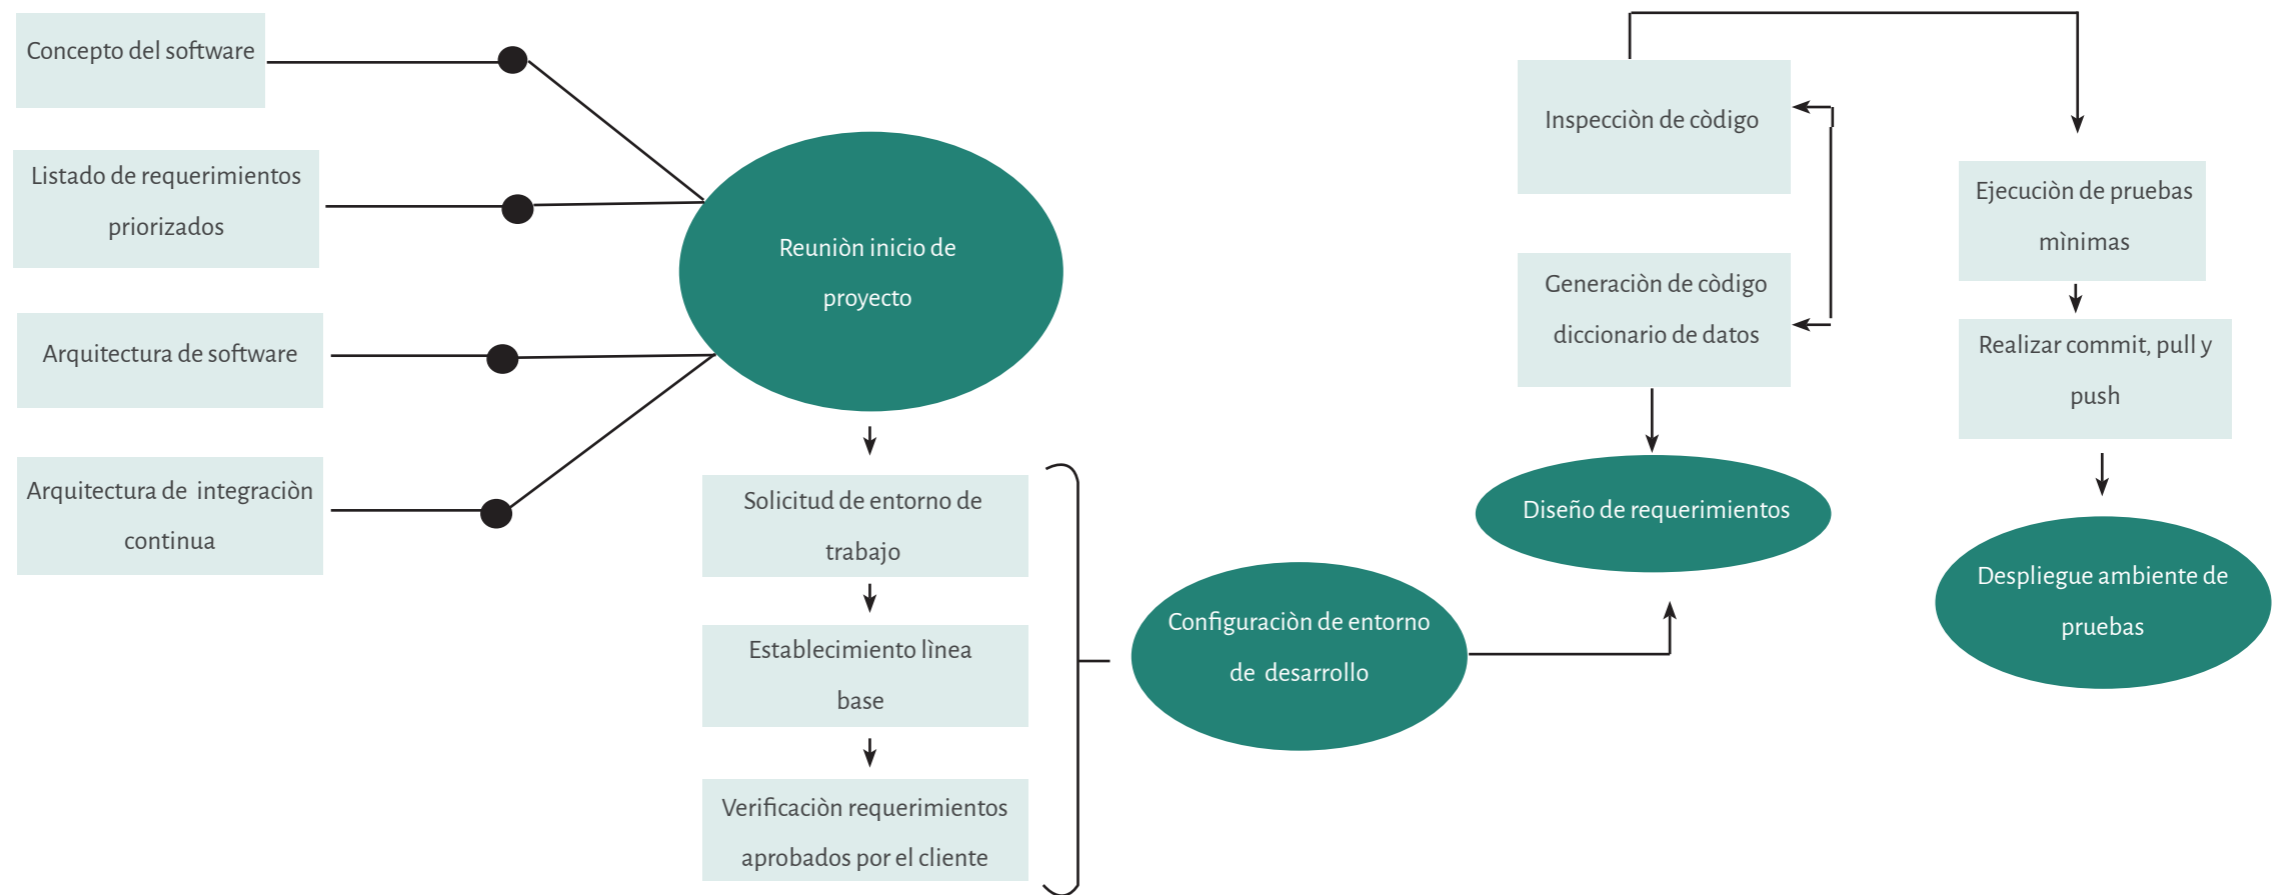 Concepto del software
Listado de requerimientos
priorizados
Arquitectura de software
Arquitectura de  integraciòn
continua
Reuniòn inicio de
proyecto
Solicitud de entorno de
trabajo
Establecimiento lìnea
base
Verificaciòn requerimientos
aprobados por el cliente
Configuraciòn de entorno
de  desarrollo
Inspecciòn de còdigo
Generaciòn de còdigo
diccionario de datos
Diseño de requerimientos
Ejecuciòn de pruebas
mìnimas
Realizar commit, pull y
push
Despliegue ambiente de
pruebas